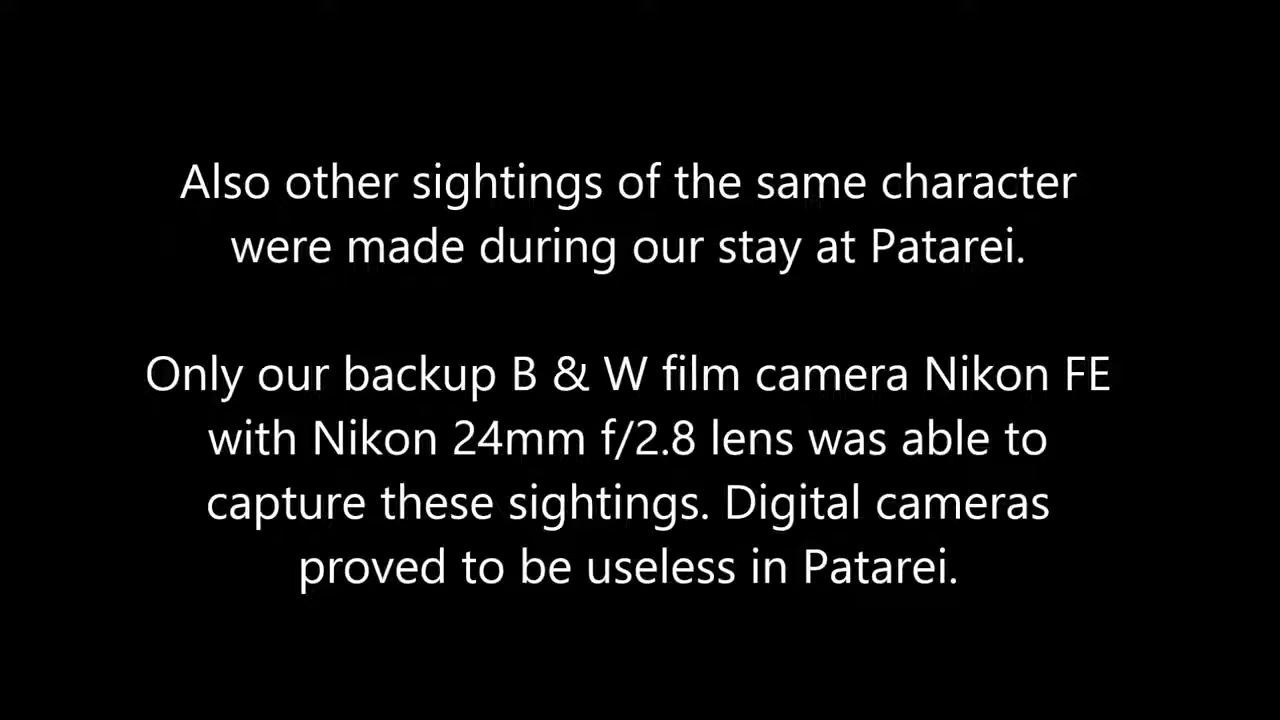 Also other sightings of the same character
were made during our stay at Patarei.
Only our backup B & W film camera Nikon FE
with Nikon 24mm f/2.8 lens was able to
capture these sightings. Digital cameras
proved to be useless in Patarei.